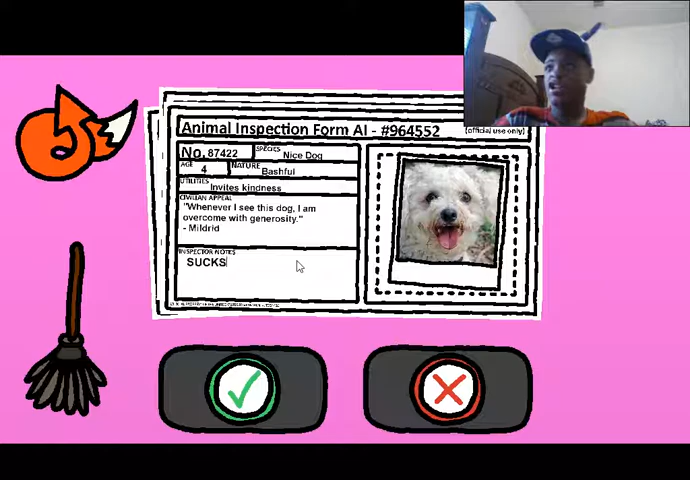 Animal Inspection Form AI - #964552 (official use only)
No. 87422 SPECIES Nice Dog
AGE 4 NATURE Bashful
UTILITIES Invites kindness
CIVILIAN APPEAL
"Whenever I see this dog, I am
overcome with generosity."
- Mildrid
INSPECTOR NOTES
SUCKS